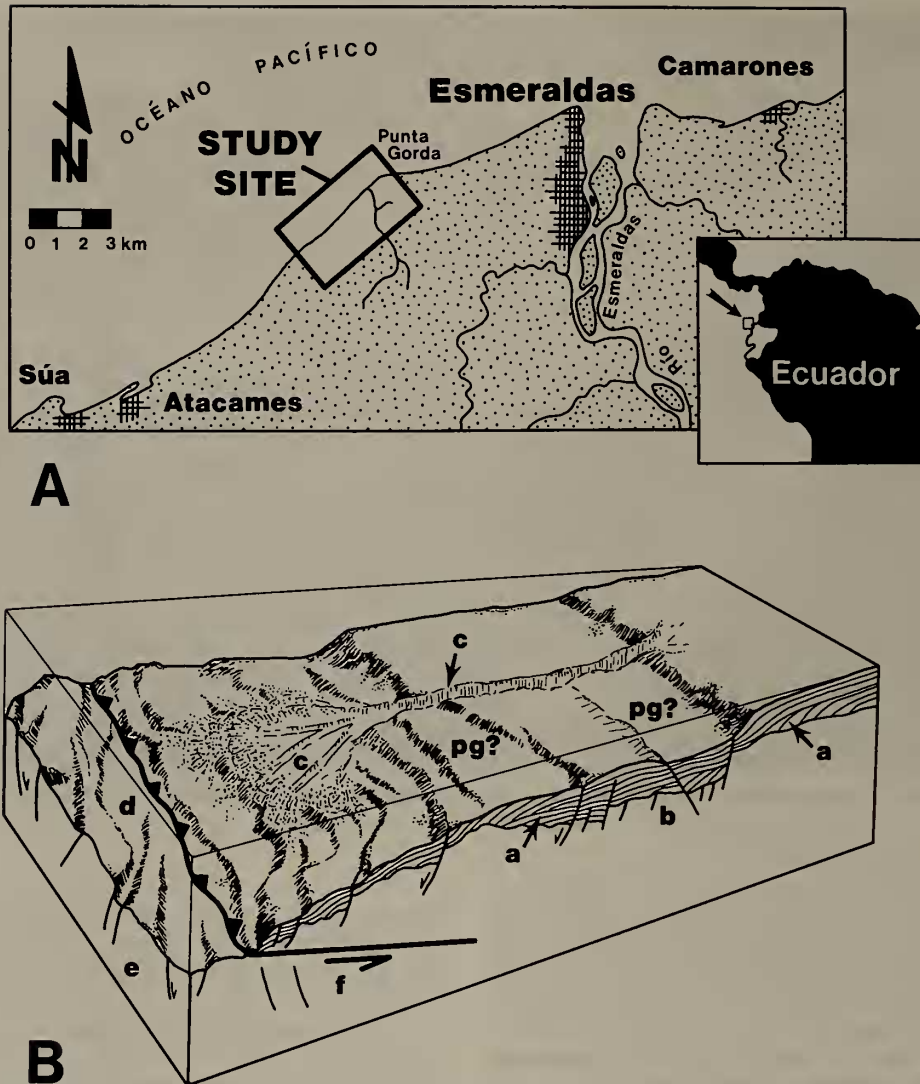 OCÉANO PACÍFICO
Camarones
Esmeraldas
Punta
Gorda
STUDY
SITE
N
0 1 2 3 km
Río Esmeraldas
Súa
Atacames
Ecuador
A
c
pg?
pg?
c
a
d
b
a
e
f
B